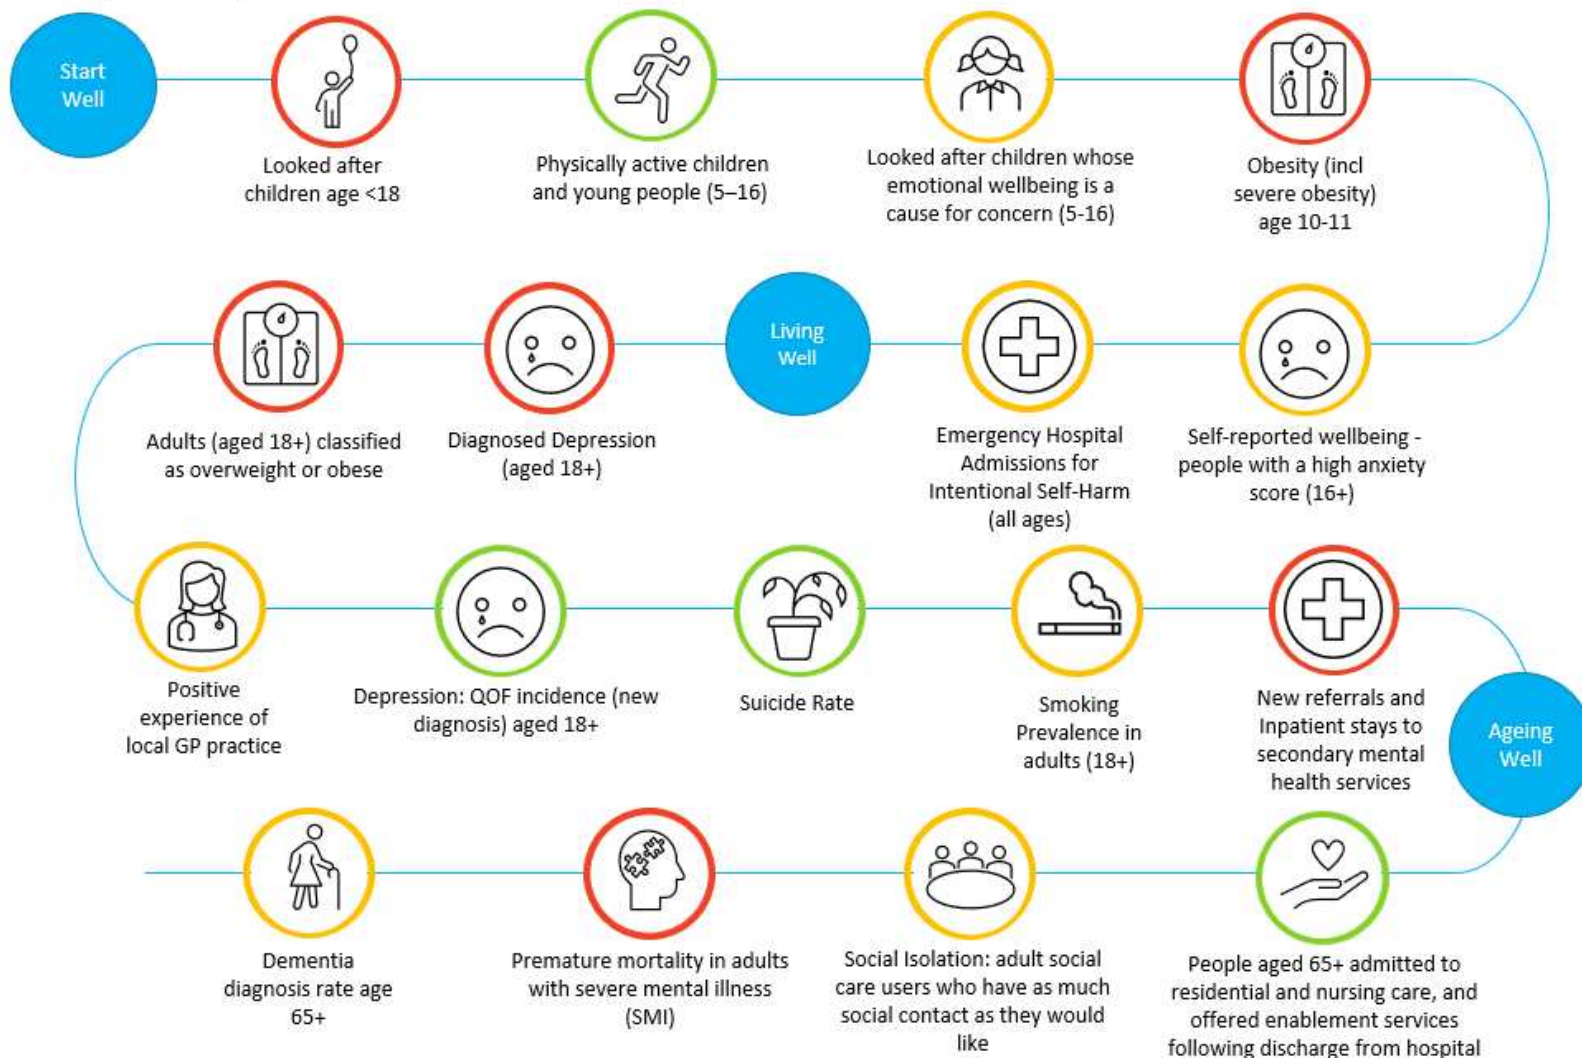 Start
Well
Looked after
children age <18
Physically active children
and young people (5–16)
Looked after children whose
emotional wellbeing is a
cause for concern (5-16)
Obesity (incl
severe obesity)
age 10-11
Adults (aged 18+) classified
as overweight or obese
Diagnosed Depression
(aged 18+)
Living
Well
Emergency Hospital
Admissions for
Intentional Self-Harm
(all ages)
Self-reported wellbeing -
people with a high anxiety
score (16+)
Positive
experience of
local GP practice
Depression: QOF incidence (new
diagnosis) aged 18+
Suicide Rate
Smoking
Prevalence in
adults (18+)
New referrals and
Inpatient stays to
secondary mental
health services
Ageing
Well
Dementia
diagnosis rate age
65+
Premature mortality in adults
with severe mental illness
(SMI)
Social Isolation: adult social
care users who have as much
social contact as they would
like
People aged 65+ admitted to
residential and nursing care, and
offered enablement services
following discharge from hospital